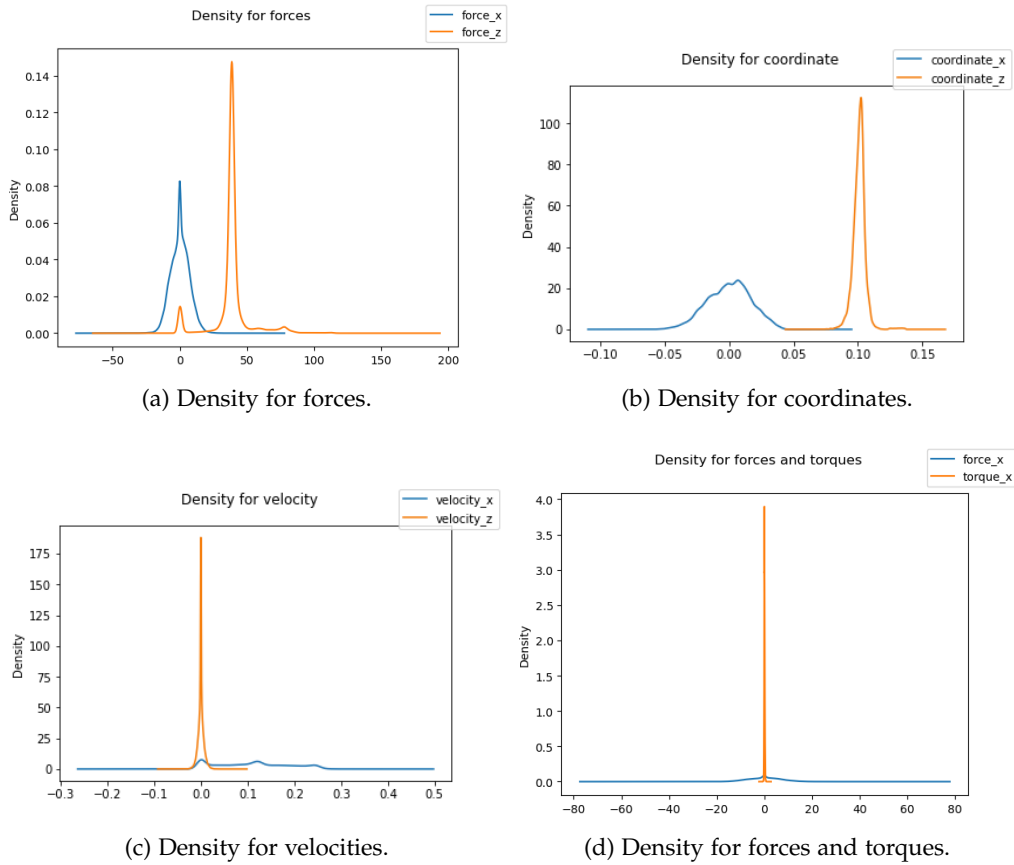 Density for forces
force_x
force_z
Density
0.14
0.12
0.10
0.08
0.06
0.04
0.02
0.00
−50 0 50 100 150 200
(a) Density for forces.
Density for coordinate
coordinate_x
coordinate_z
Density
100
80
60
40
20
0
−0.10 −0.05 0.00 0.05 0.10 0.15
(b) Density for coordinates.
Density for velocity
velocity_x
velocity_z
Density
175
150
125
100
75
50
25
0
−0.3 −0.2 −0.1 0.0 0.1 0.2 0.3 0.4 0.5
(c) Density for velocities.
Density for forces and torques
force_x
torque_x
Density
4.0
3.5
3.0
2.5
2.0
1.5
1.0
0.5
0.0
−80 −60 −40 −20 0 20 40 60 80
(d) Density for forces and torques.